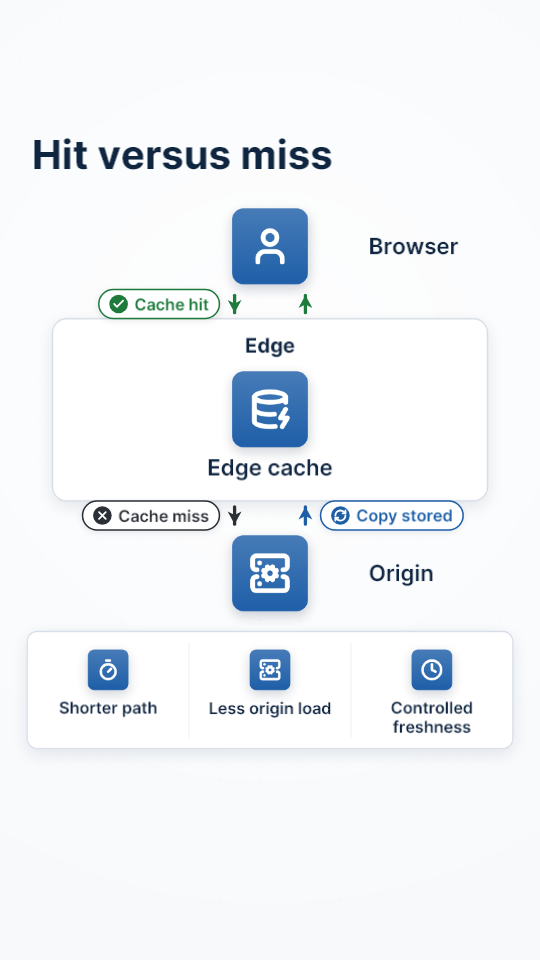 Hit versus miss
Browser
Cache hit
Edge
Edge cache
Cache miss
Copy stored
Origin
Shorter path
Less origin load
Controlled
freshness